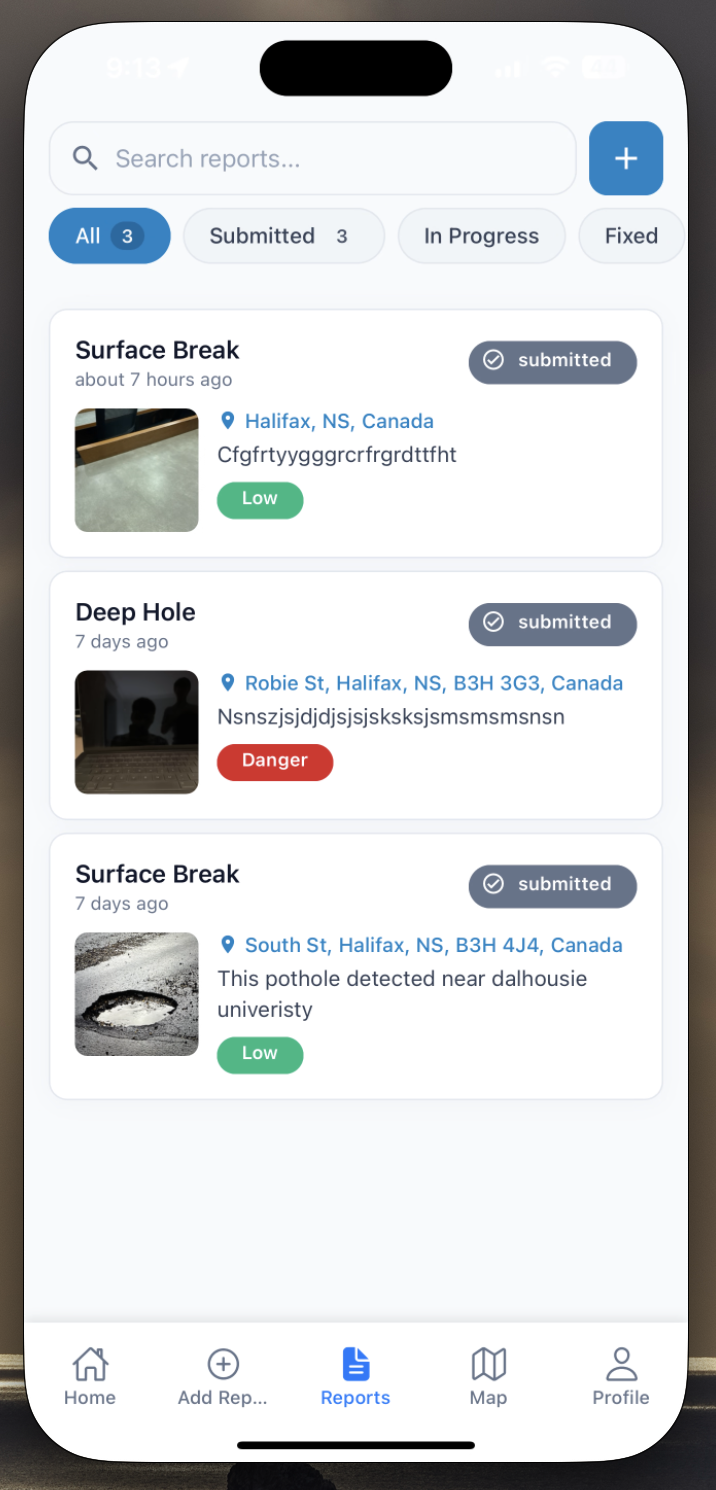 9:13
Search reports...
All 3
Submitted 3
In Progress
Fixed
Surface Break
submitted
about 7 hours ago
Halifax, NS, Canada
Cfgfrtyygggrcrfrgrdttfht
Low
Deep Hole
submitted
7 days ago
Robie St, Halifax, NS, B3H 3G3, Canada
Nsnszjsjdjdjsjsjsksksjsmsmsmsnsn
Danger
Surface Break
submitted
7 days ago
South St, Halifax, NS, B3H 4J4, Canada
This pothole detected near dalhousie
univeristy
Low
Home
Add Rep...
Reports
Map
Profile